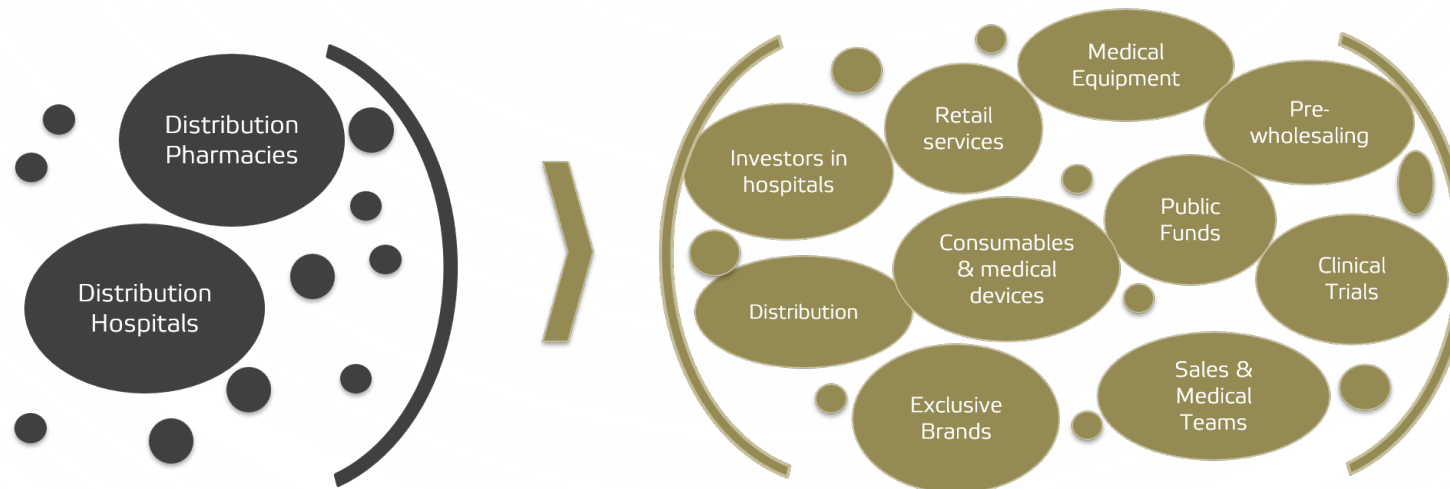 Distribution
Pharmacies
Distribution
Hospitals
Medical
Equipment
Retail
services
Pre-
wholesaling
Investors in
hospitals
Public
Funds
Consumables
& medical
devices
Clinical
Trials
Distribution
Sales &
Medical
Teams
Exclusive
Brands